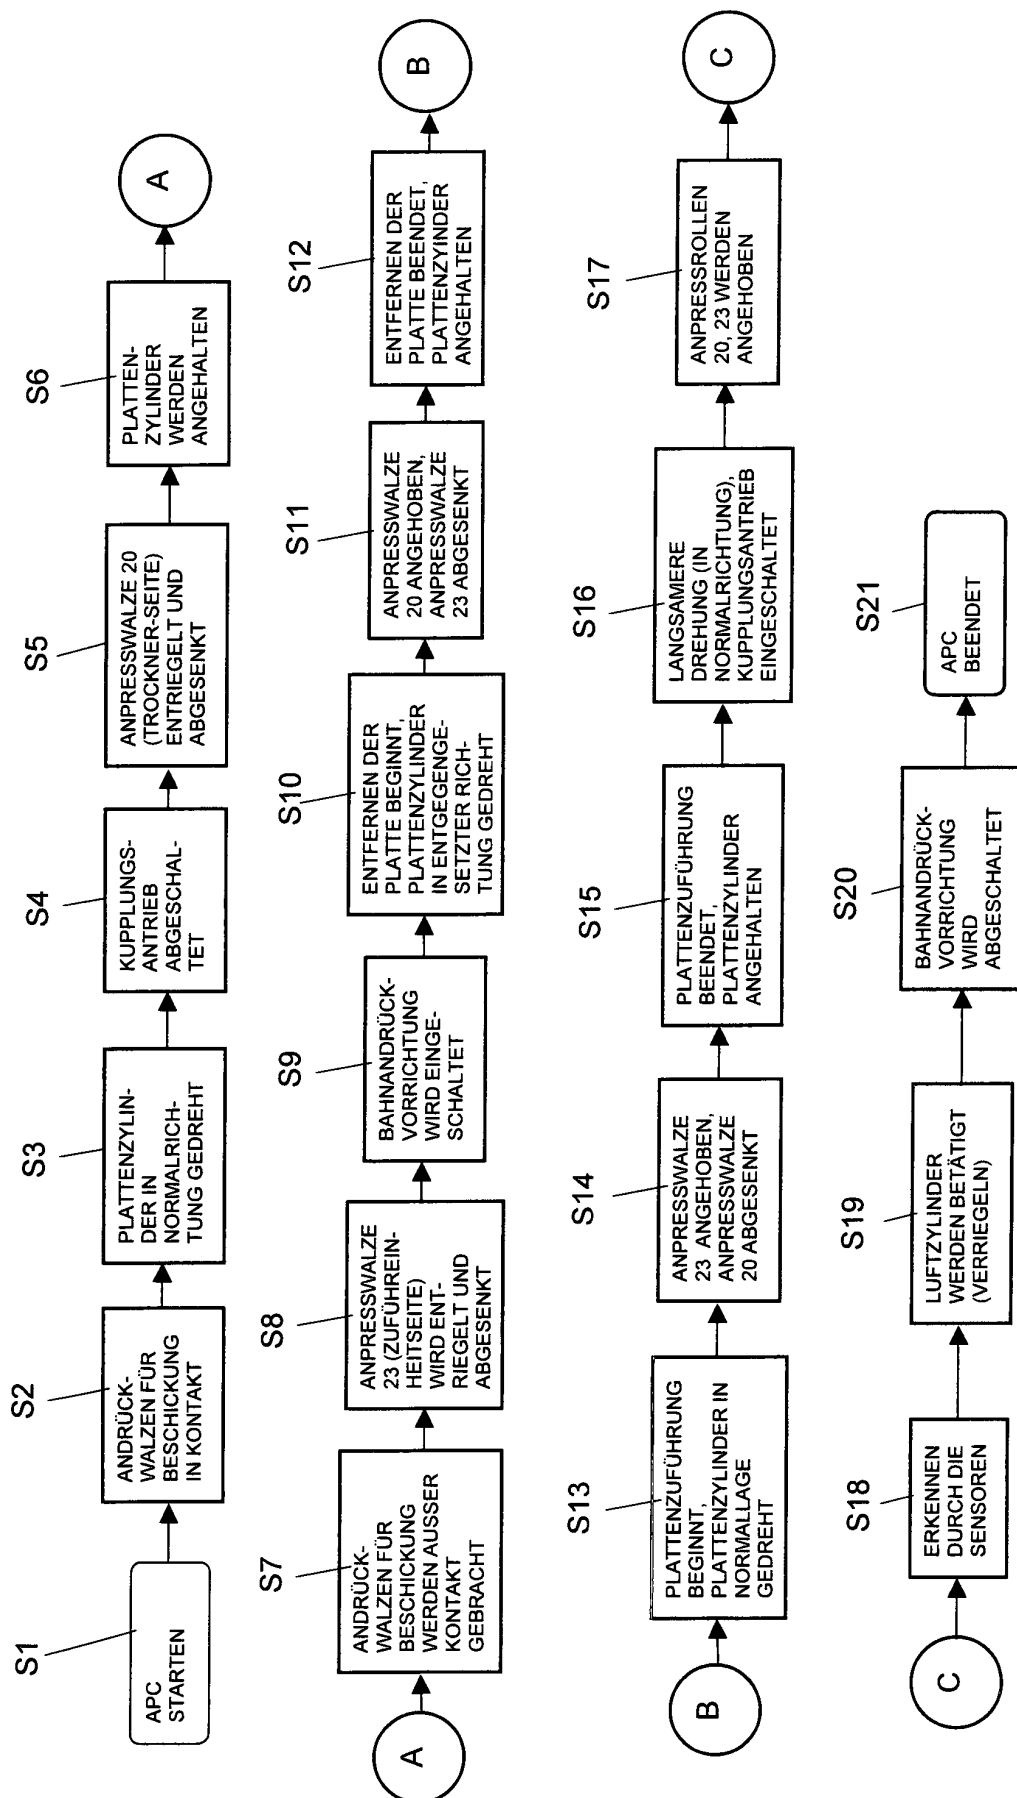 S1
APC
STARTEN
S2
ANDRÜCK-
WALZEN FÜR
BESCHICKUNG
IN KONTAKT
S3
PLATTENZYLIN-
DER IN
NORMALRICH-
TUNG GEDREHT
S4
KUPPLUNGS-
ANTRIEB
ABGESCHAL-
TET
S5
ANPRESSWALZE 20
(TROCKNER-SEITE)
ENTRIEGELT UND
ABGESENKT
S6
PLATTEN-
ZYLINDER
WERDEN
ANGEHALTEN
A
A
S7
ANDRÜCK-
WALZEN FÜR
BESCHICKUNG
WERDEN AUSSER
KONTAKT
GEBRACHT
S8
ANPRESSWALZE
23 (ZUFÜHREIN-
HEITSEITE)
WIRD ENT-
RIEGELT UND
ABGESENKT
S9
BAHNANDRÜCK-
VORRICHTUNG
WIRD EINGE-
SCHALTET
S10
ENTFERNEN DER
PLATTE BEGINNT,
PLATTENZYLINDER
IN ENTGEGENGE-
SETZTER RICH-
TUNG GEDREHT
S11
ANPRESSWALZE
20 ANGEHOBEN,
ANPRESSWALZE
23 ABGESENKT
S12
ENTFERNEN DER
PLATTE BEENDET,
PLATTENZYINDER
ANGEHALTEN
B
B
S13
PLATTENZUFÜHRUNG
BEGINNT,
PLATTENZYLINDER IN
NORMALLAGE
GEDREHT
S14
ANPRESSWALZE
23 ANGEHOBEN,
ANPRESSWALZE
20 ABGESENKT
S15
PLATTENZUFÜHRUNG
BEENDET,
PLATTENZYLINDER
ANGEHALTEN
S16
LANGSAMERE
DREHUNG (IN
NORMALRICHTUNG),
KUPPLUNGSANTRIEB
EINGESCHALTET
S17
ANPRESSROLLEN
20, 23 WERDEN
ANGEHOBEN
C
C
S18
ERKENNEN
DURCH DIE
SENSOREN
S19
LUFTZYLINDER
WERDEN BETÄTIGT
(VERRIEGELN)
S20
BAHNANDRÜCK-
VORRICHTUNG
WIRD
ABGESCHALTET
S21
APC
BEENDET